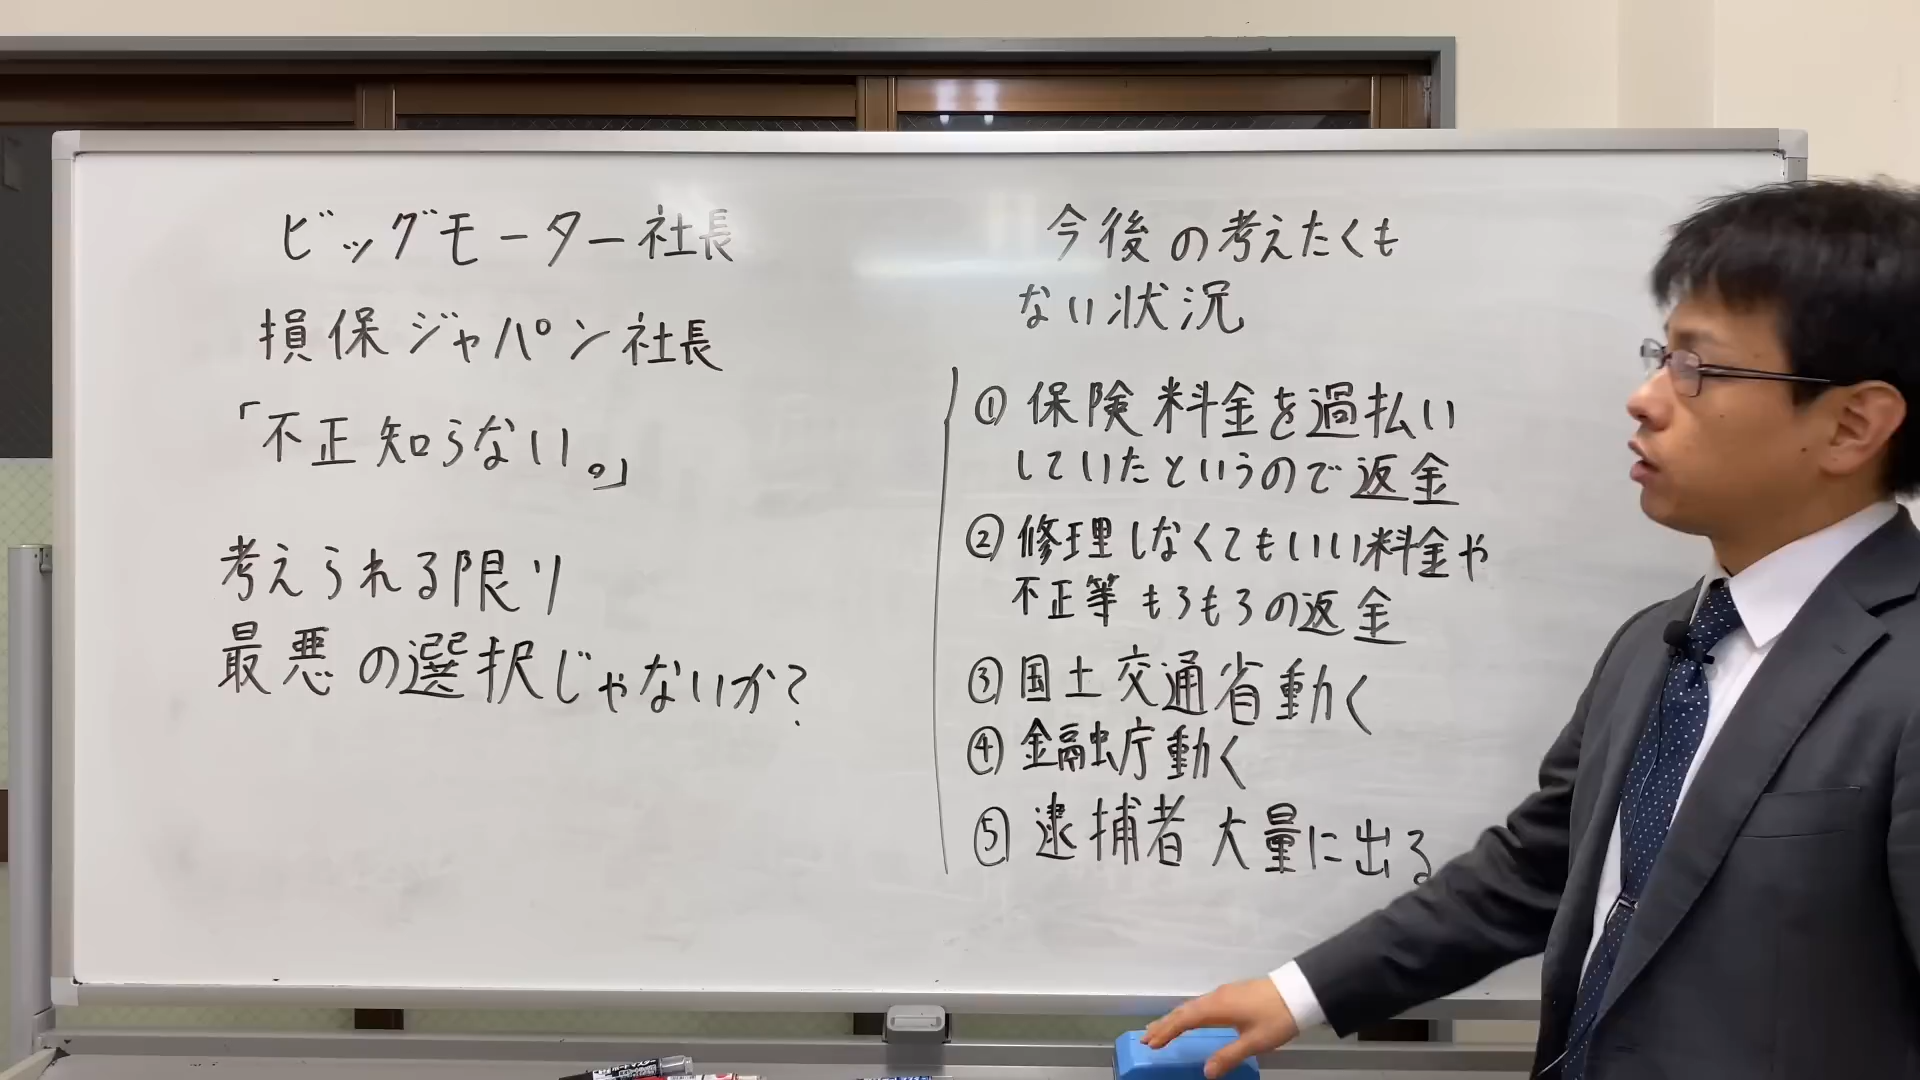 ビッグモーター社長
損保ジャパン社長
「不正知らない。」
考えられる限り
最悪の選択じゃないか?
今後の考えたくも
ない状況
① 保険料金を過払い
していたというので返金
② 修理しなくてもいい料金や
不正等もろもろの返金
③ 国土交通省動く
④ 金融庁動く
⑤ 逮捕者大量に出る